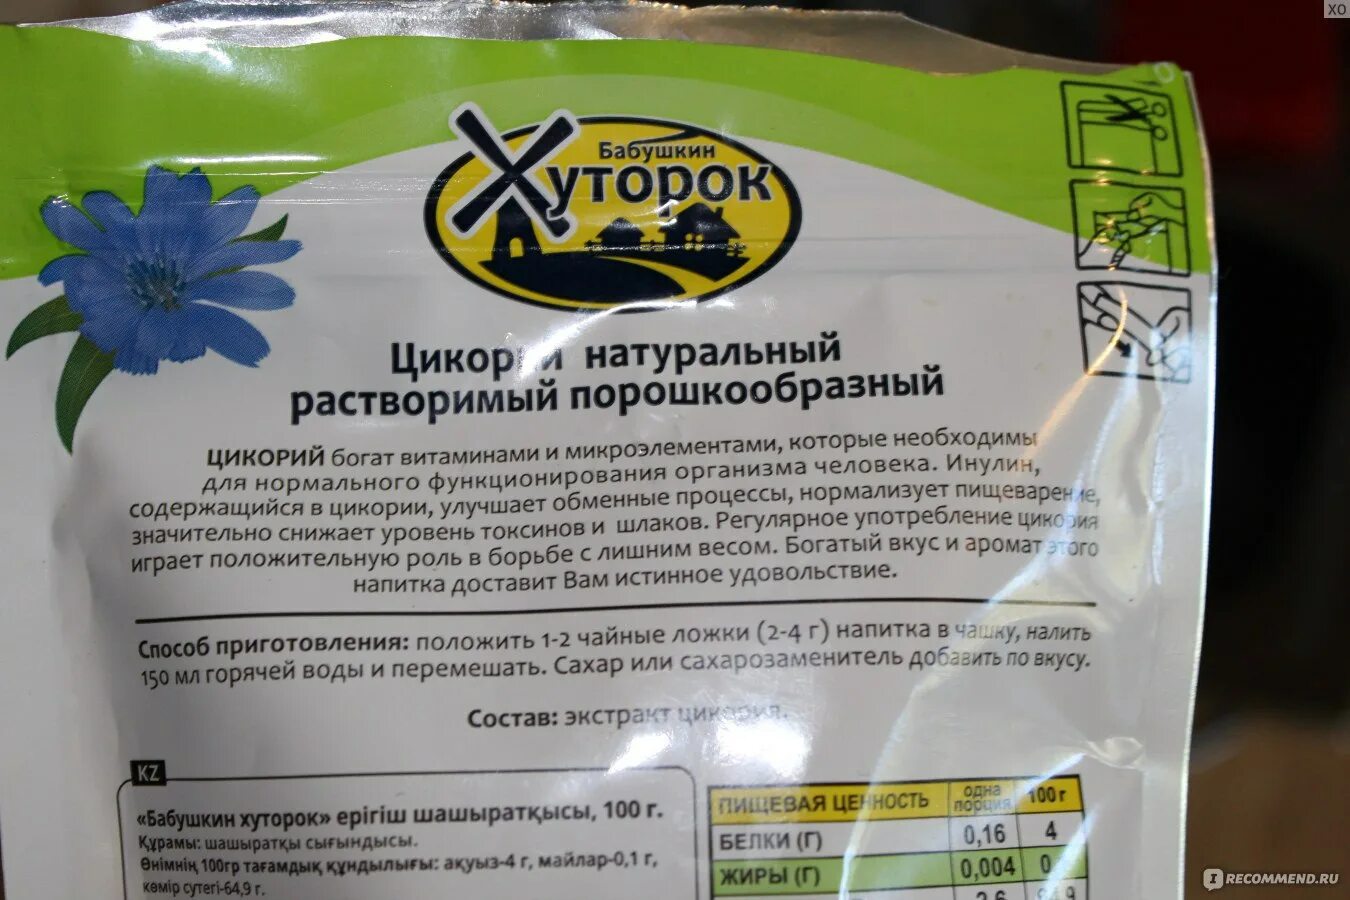 XO
Бабушкин
Хуторок
Цикорий натуральный
растворимый порошкообразный
ЦИКОРИЙ богат витаминами и микроэлементами, которые необходимы
для нормального функционирования организма человека. Инулин,
содержащийся в цикории, улучшает обменные процессы, нормализует пищеварение,
значительно снижает уровень токсинов и шлаков. Регулярное употребление цикория
играет положительную роль в борьбе с лишним весом. Богатый вкус и аромат этого
напитка доставит Вам истинное удовольствие.
Способ приготовления: положить 1-2 чайные ложки (2-4 г) напитка в чашку, налить
150 мл горячей воды и перемешать. Сахар или сахарозаменитель добавить по вкусу.
Состав: экстракт цикория.
KZ
«Бабушкин хуторок» ерігіш шашыратқысы, 100 г.
Құрамы: шашыратқы сығындысы.
Өнімнің 100гр тағамдық құндылығы: ақуыз-4 г, майлар-0,1 г,
көмір сутегі-64,9 г.
ПИЩЕВАЯ ЦЕННОСТЬ одна порция 100 г
БЕЛКИ (Г) 0,16 4
ЖИРЫ (Г) 0,004
2,6
I RECOMMEND.RU